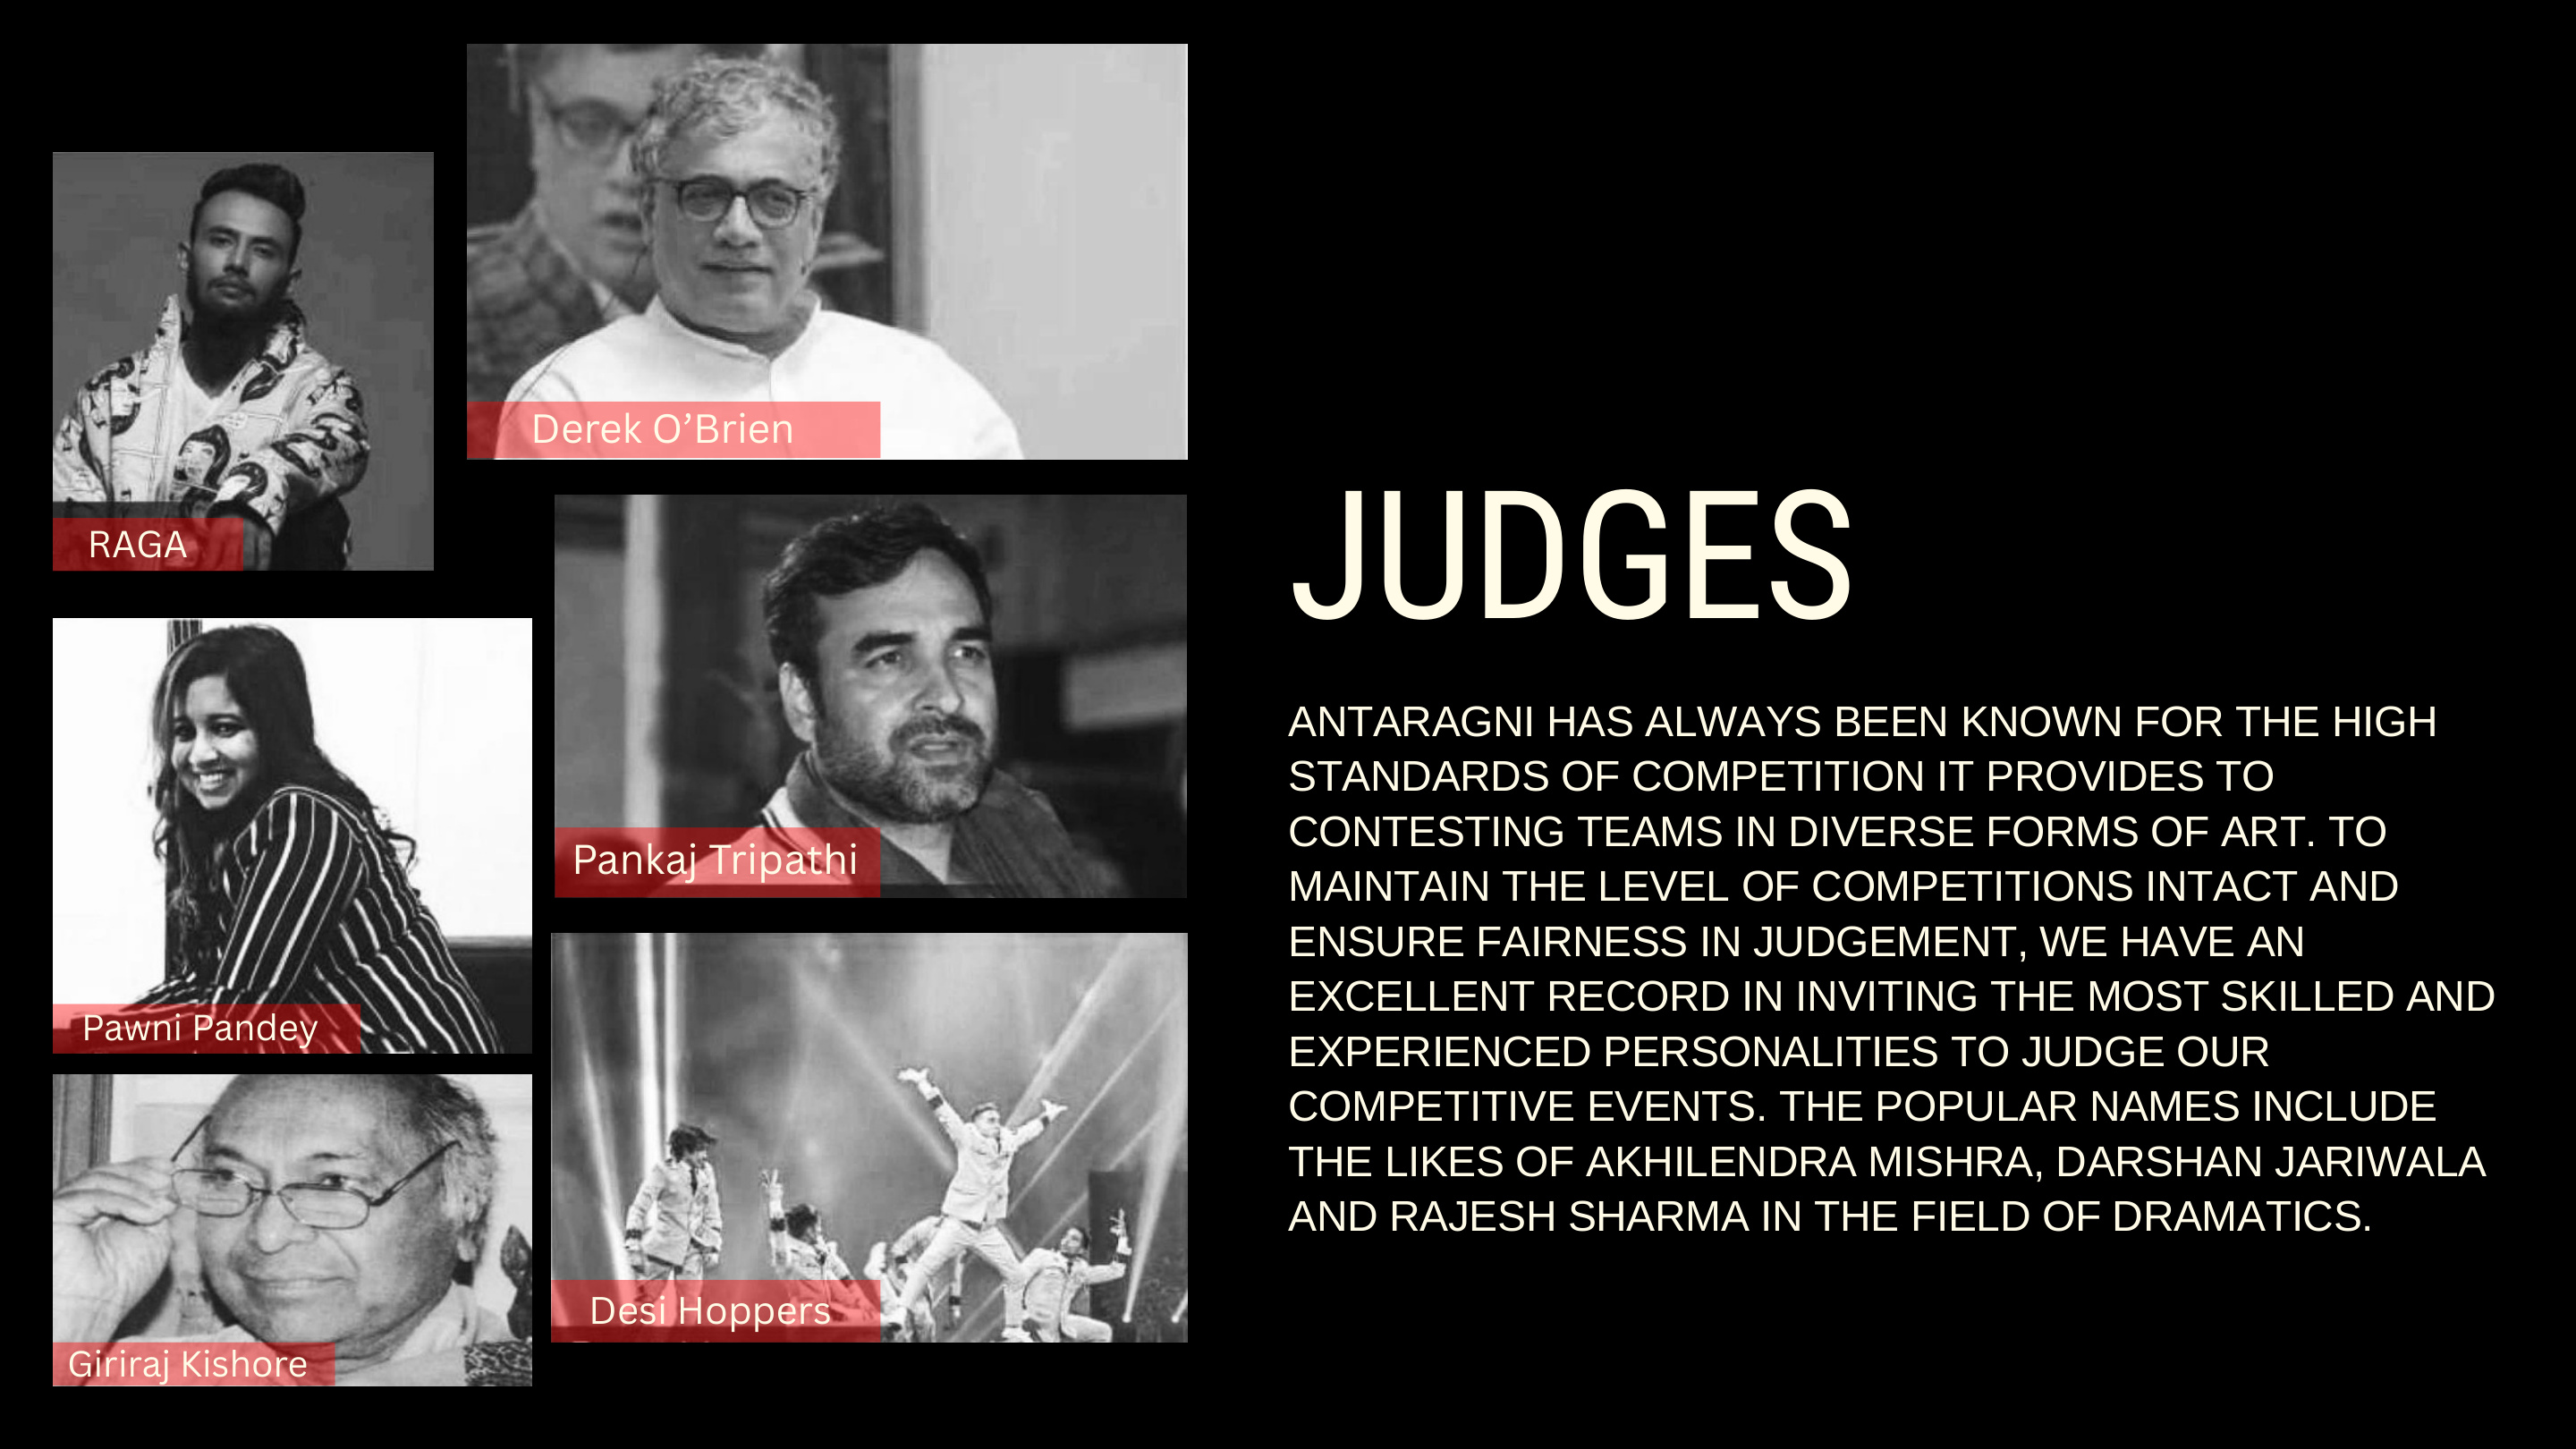 Derek O’Brien
RAGA
Pankaj Tripathi
Pawni Pandey
Desi Hoppers
Giriraj Kishore
JUDGES
ANTARAGNI HAS ALWAYS BEEN KNOWN FOR THE HIGH
STANDARDS OF COMPETITION IT PROVIDES TO
CONTESTING TEAMS IN DIVERSE FORMS OF ART. TO
MAINTAIN THE LEVEL OF COMPETITIONS INTACT AND
ENSURE FAIRNESS IN JUDGEMENT, WE HAVE AN
EXCELLENT RECORD IN INVITING THE MOST SKILLED AND
EXPERIENCED PERSONALITIES TO JUDGE OUR
COMPETITIVE EVENTS. THE POPULAR NAMES INCLUDE
THE LIKES OF AKHILENDRA MISHRA, DARSHAN JARIWALA
AND RAJESH SHARMA IN THE FIELD OF DRAMATICS.